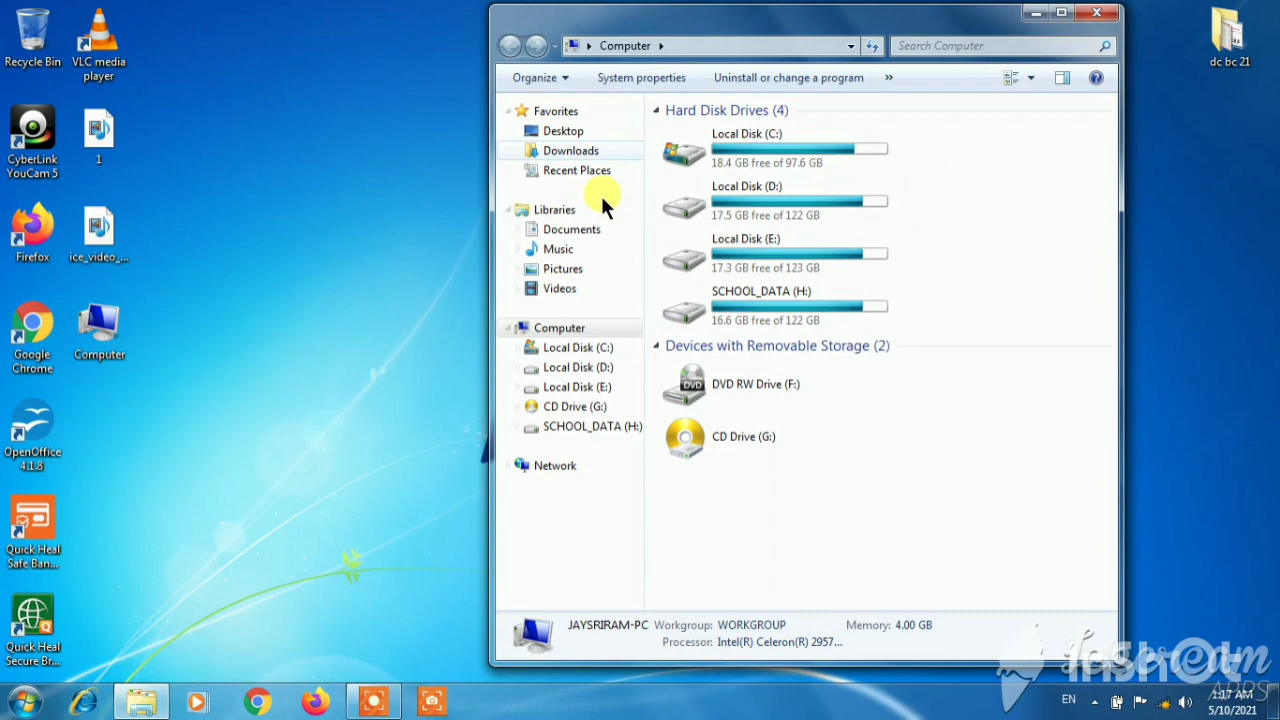 Recycle Bin
VLC media
player
CyberLink
YouCam 5
1
Firefox
ice_video_...
Google
Chrome
Computer
OpenOffice
4.1.8
Quick Heal
Safe Ban...
Quick Heal
Secure Br...
dc bc 21
Computer
Search Computer
Organize
System properties
Uninstall or change a program
»
Favorites
Desktop
Downloads
Recent Places
Libraries
Documents
Music
Pictures
Videos
Computer
Local Disk (C:)
Local Disk (D:)
Local Disk (E:)
CD Drive (G:)
SCHOOL_DATA (H:)
Network
Hard Disk Drives (4)
Local Disk (C:)
18.4 GB free of 97.6 GB
Local Disk (D:)
17.5 GB free of 122 GB
Local Disk (E:)
17.3 GB free of 123 GB
SCHOOL_DATA (H:)
16.6 GB free of 122 GB
Devices with Removable Storage (2)
DVD
DVD RW Drive (F:)
CD Drive (G:)
JAYSRIRAM-PC Workgroup: WORKGROUP Memory: 4.00 GB
Processor: Intel(R) Celeron(R) 2957...
Icecream
APPS
EN
1:17 AM
5/10/2021